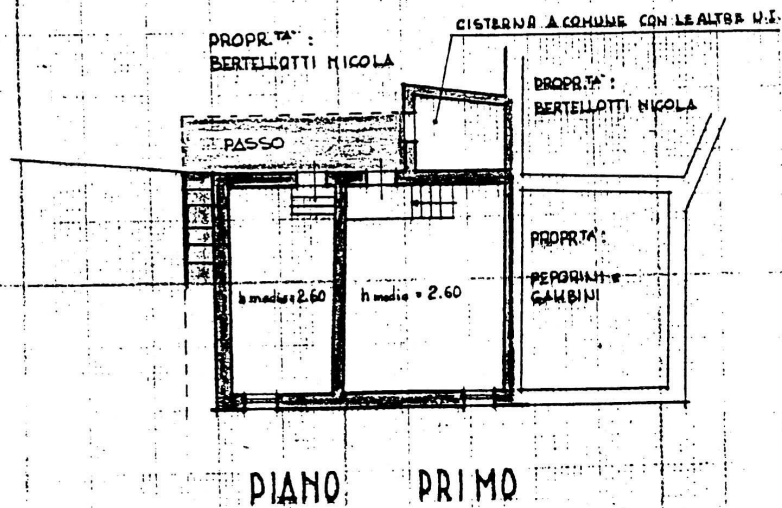 CISTERNA A COMUNE CON LE ALTRE U.I.
PROPR.TA' :
BERTELLOTTI NICOLA
PROPR.TA' :
BERTELLOTTI NICOLA
PASSO
PROPR.TA' :
GAMBINI
h media = 2.60
h media = 2.60
PIANO PRIMO